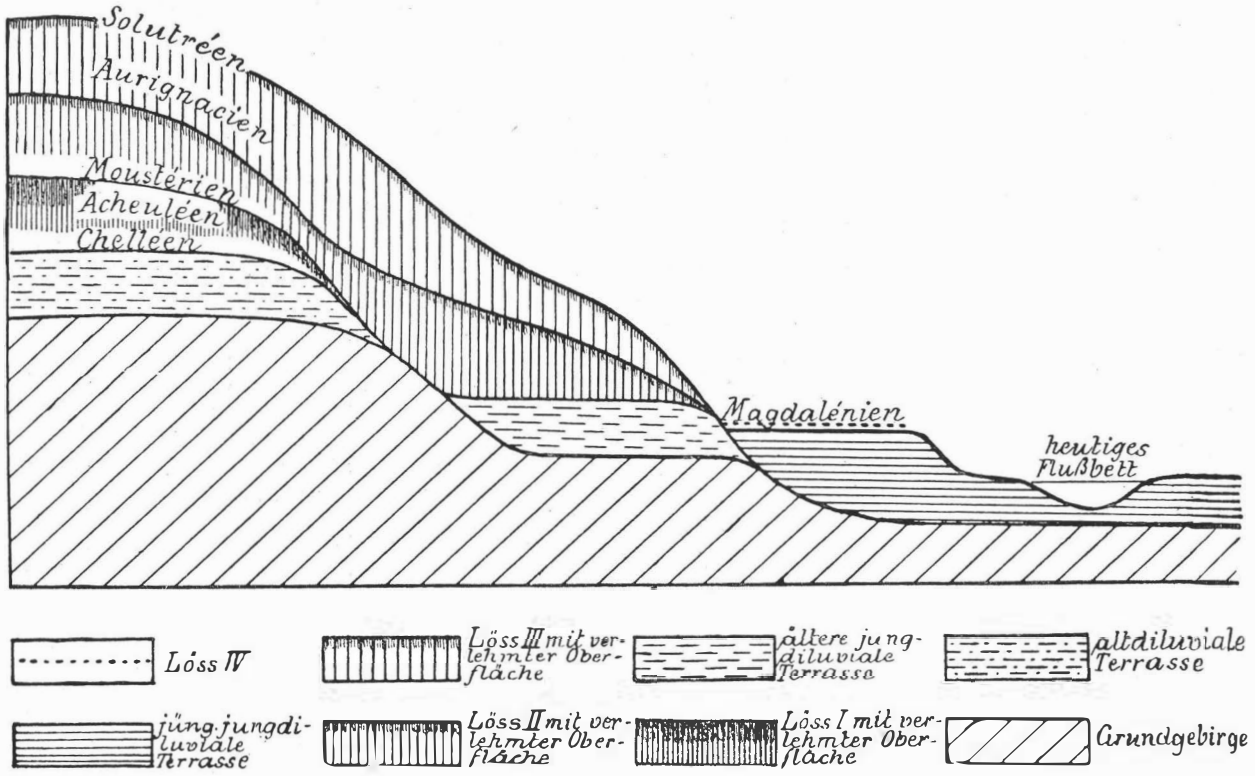 Solutréen
Aurignacien
Moustérien
Acheuléen
Chelléen
Magdalénien
heutiges
Flußbett
Löss IV
Löss III mit ver-
lehmter Ober-
fläche
ältere jung-
diluviale
Terrasse
altdiluviale
Terrasse
jüng. jungdi-
luviale
Terrasse
Löss II mit ver-
lehmter Ober-
fläche
Löss I mit ver-
lehmter Ober-
fläche
Grundgebirge